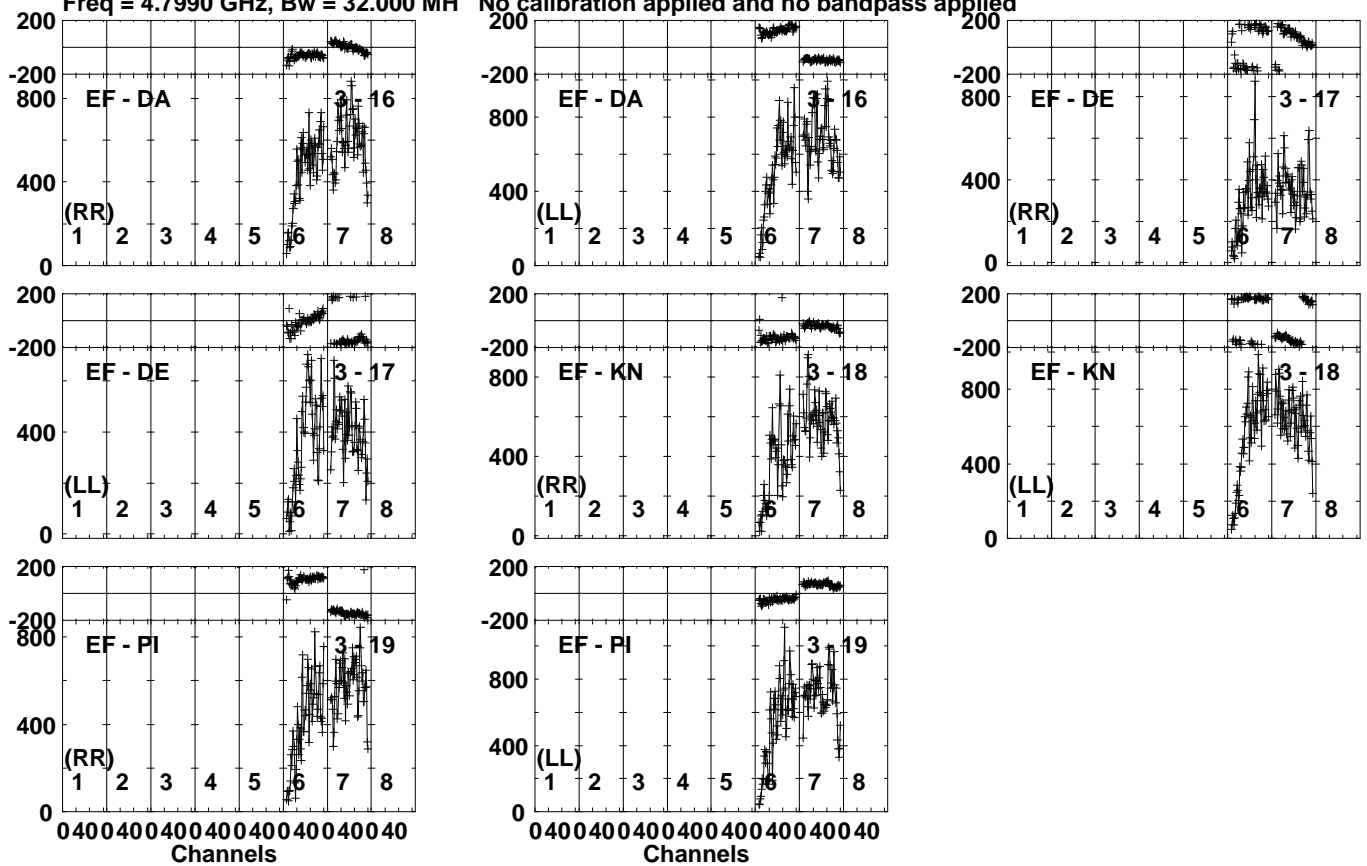 Freq = 4.7990 GHz, Bw = 32.000 MH No calibration applied and no bandpass applied
200
-200
EF - DA 3 - 16
800
400
(RR)
1 2 3 4 5 6 7 8
0
200
-200
EF - DA 3 - 16
800
400
(LL)
1 2 3 4 5 6 7 8
0
200
-200
EF - DE 3 - 17
800
400
(RR)
1 2 3 4 5 6 7 8
0
200
-200
EF - DE 3 - 17
400
(LL)
1 2 3 4 5 6 7 8
0
200
-200
EF - KN 3 - 18
800
400
(RR)
1 2 3 4 5 6 7 8
0
200
-200
EF - KN 3 - 18
800
400
(LL)
1 2 3 4 5 6 7 8
0
200
-200
800
EF - PI 3 - 19
400
(RR)
1 2 3 4 5 6 7 8
0
0 40 0 40 0 40 0 40 0 40 0 40 0 40 0 40
Channels
200
-200
EF - PI 3 - 19
800
400
(LL)
1 2 3 4 5 6 7 8
0
0 40 0 40 0 40 0 40 0 40 0 40 0 40 0 40
Channels